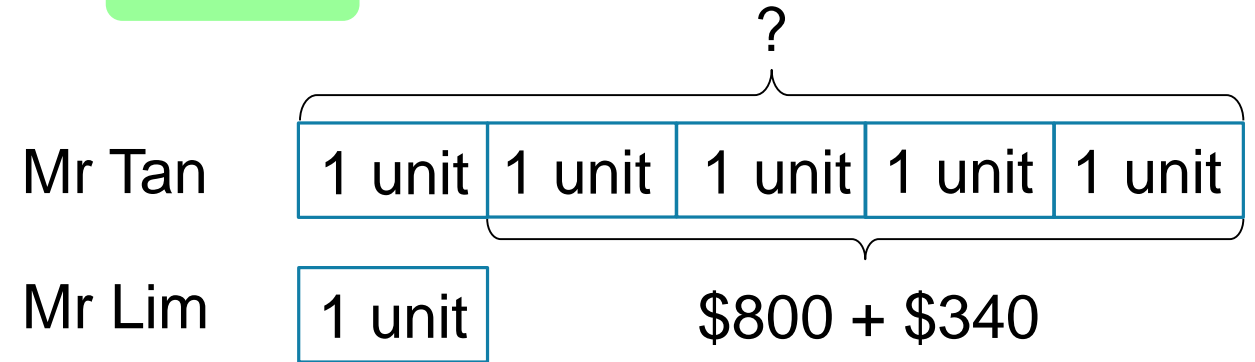 ?
Mr Tan 1 unit 1 unit 1 unit 1 unit 1 unit
Mr Lim 1 unit $800 + $340